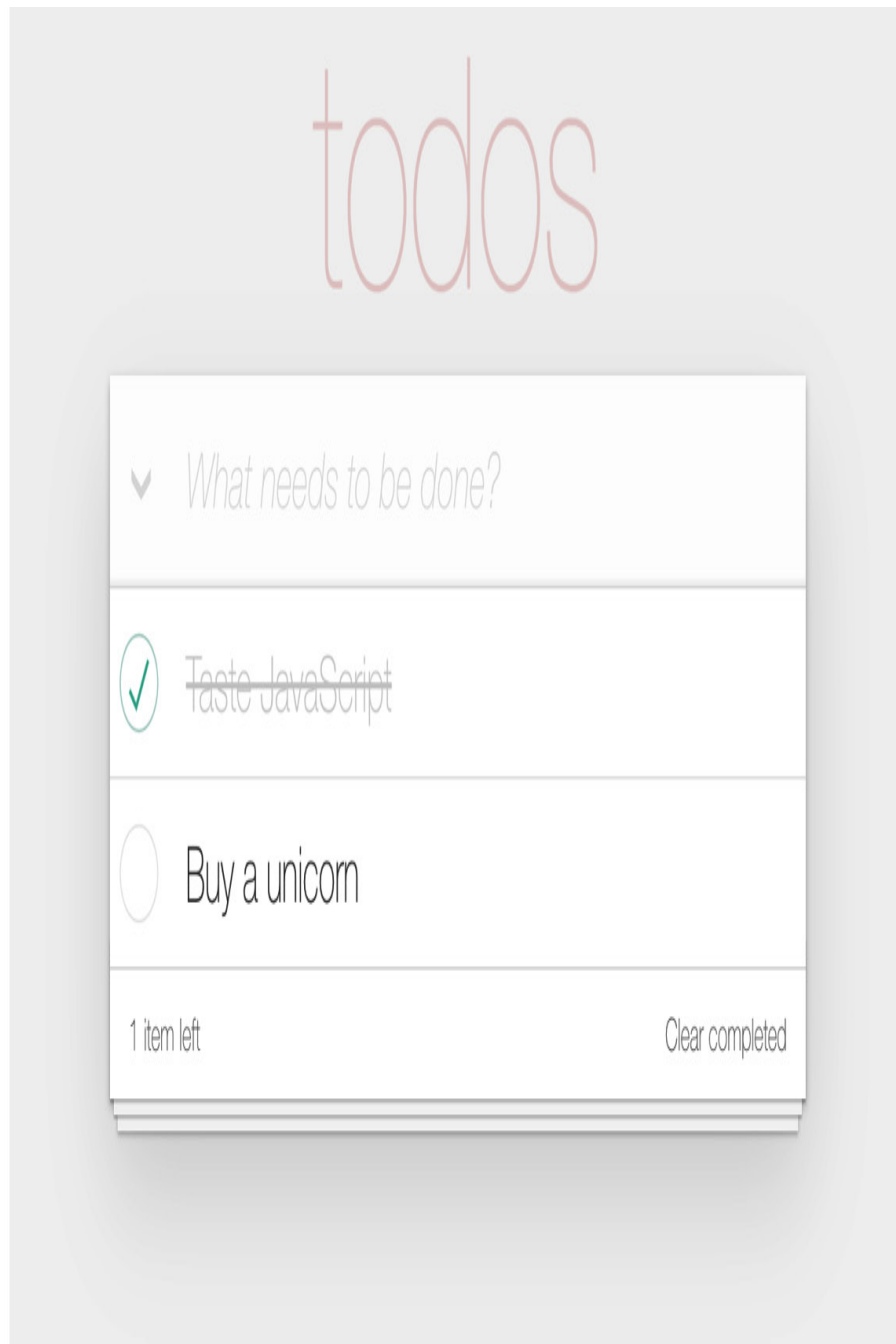 todos
What needs to be done?
Taste JavaScript
Buy a unicorn
1 item left Clear completed